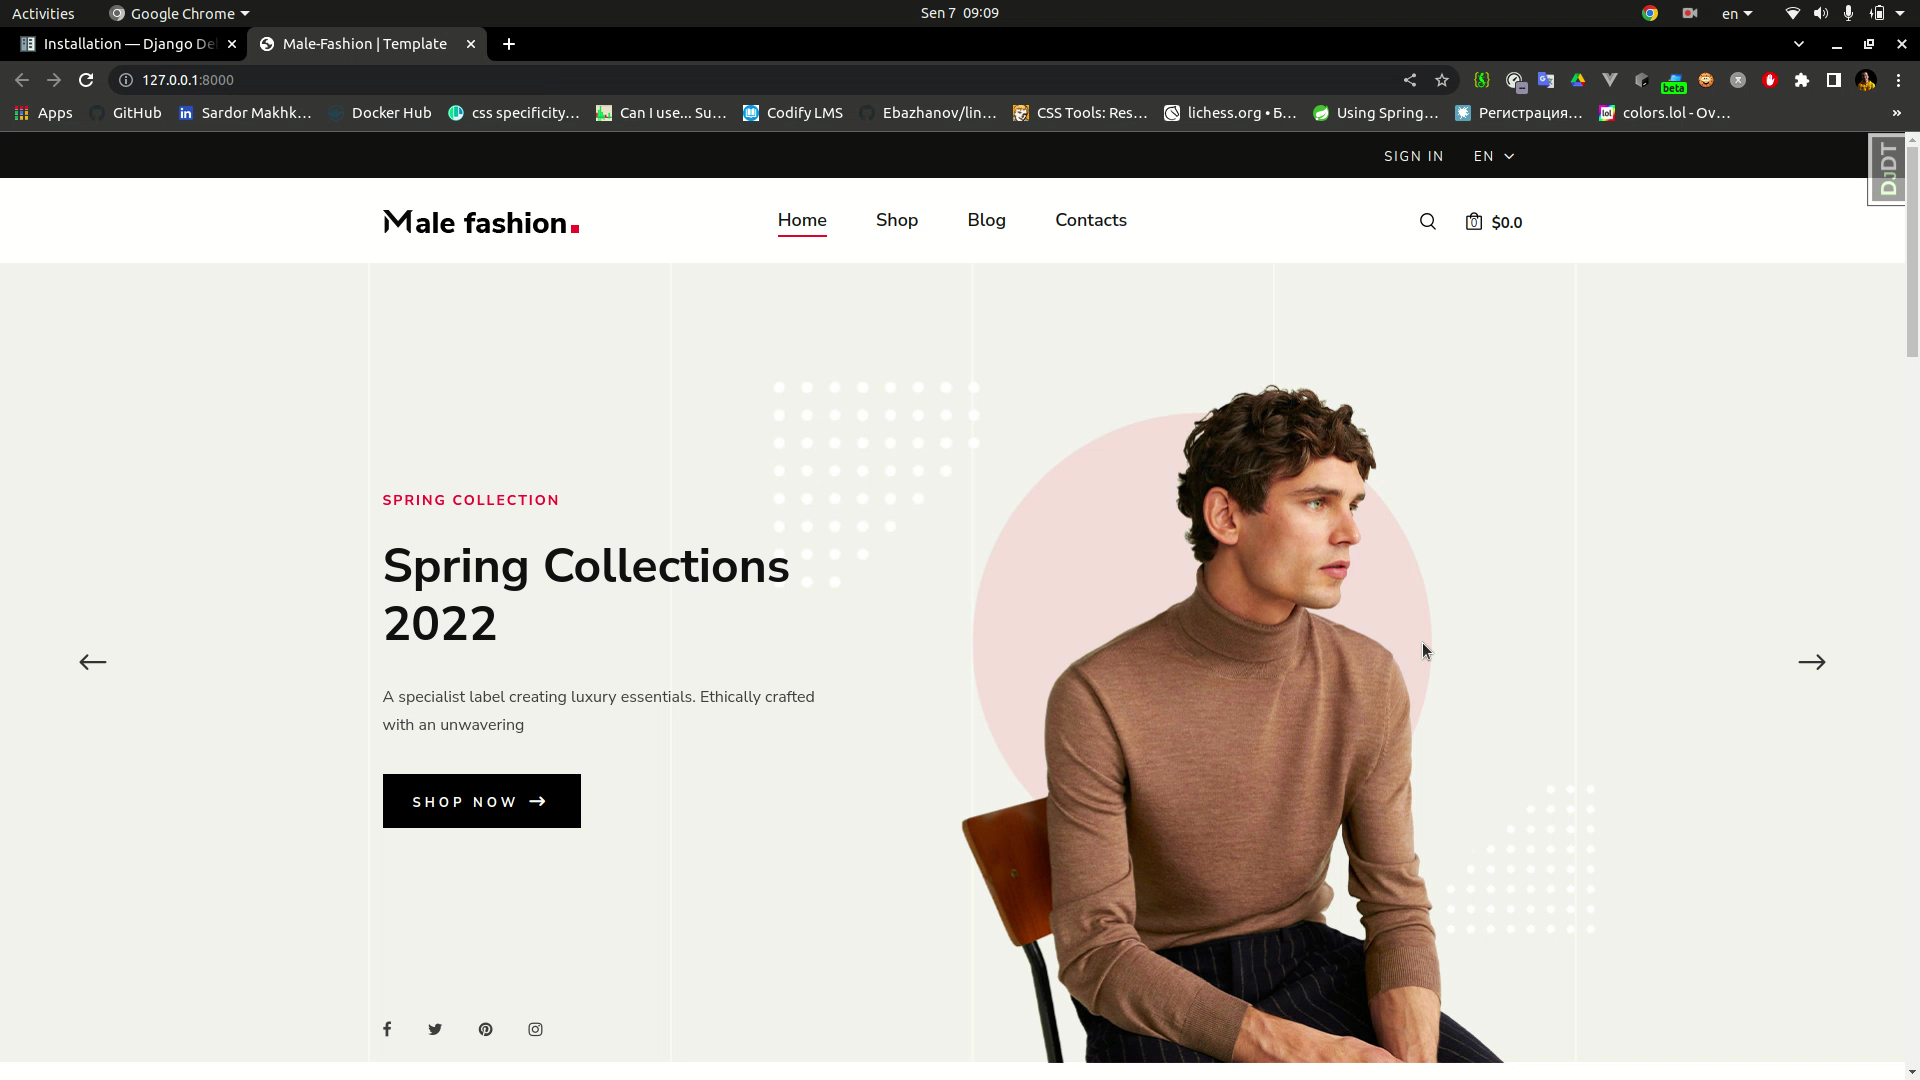 Activities
Google Chrome
Sen 7 09:09
en
Installation — Django De
Male-Fashion | Template
127.0.0.1:8000
beta
Apps
GitHub
Sardor Makhk...
Docker Hub
css specificity...
Can I use... Su...
Codify LMS
Ebazhanov/lin...
CSS Tools: Res...
lichess.org • Б...
Using Spring...
Регистрация...
colors.lol - Ov...
»
SIGN IN
EN
DJDT
Male fashion.
Home
Shop
Blog
Contacts
0
$0.0
SPRING COLLECTION
Spring Collections
2022
A specialist label creating luxury essentials. Ethically crafted
with an unwavering
SHOP NOW